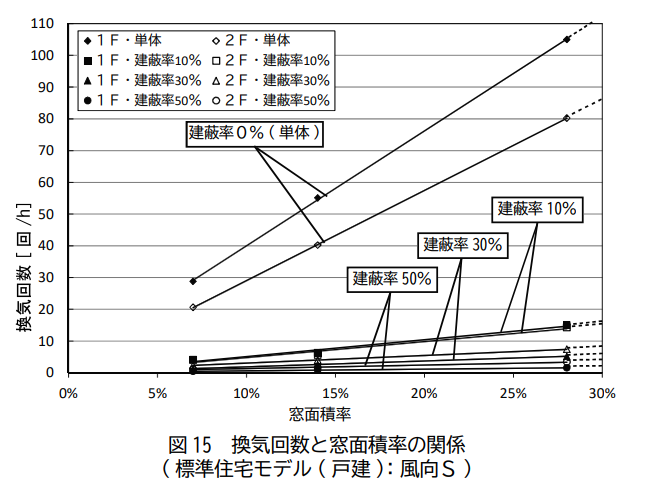 110
100
90
80
70
60
50
40
30
20
10
0
換気回数 [ 回 /h]
１Ｆ・単体 ２Ｆ・単体
１Ｆ・建蔽率10% ２Ｆ・建蔽率10%
１Ｆ・建蔽率30% ２Ｆ・建蔽率30%
１Ｆ・建蔽率50% ２Ｆ・建蔽率50%
建蔽率０%（単体）
建蔽率 10%
建蔽率 30%
建蔽率 50%
0% 5% 10% 15% 20% 25% 30%
窓面積率
図 15　換気回数と窓面積率の関係
（標準住宅モデル（戸建）：風向Ｓ）